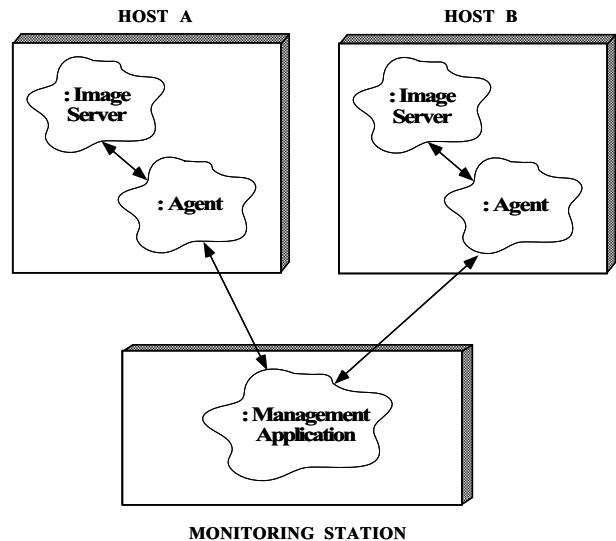 HOST A
HOST B
: Image
Server
: Agent
: Image
Server
: Agent
: Management
Application
MONITORING STATION